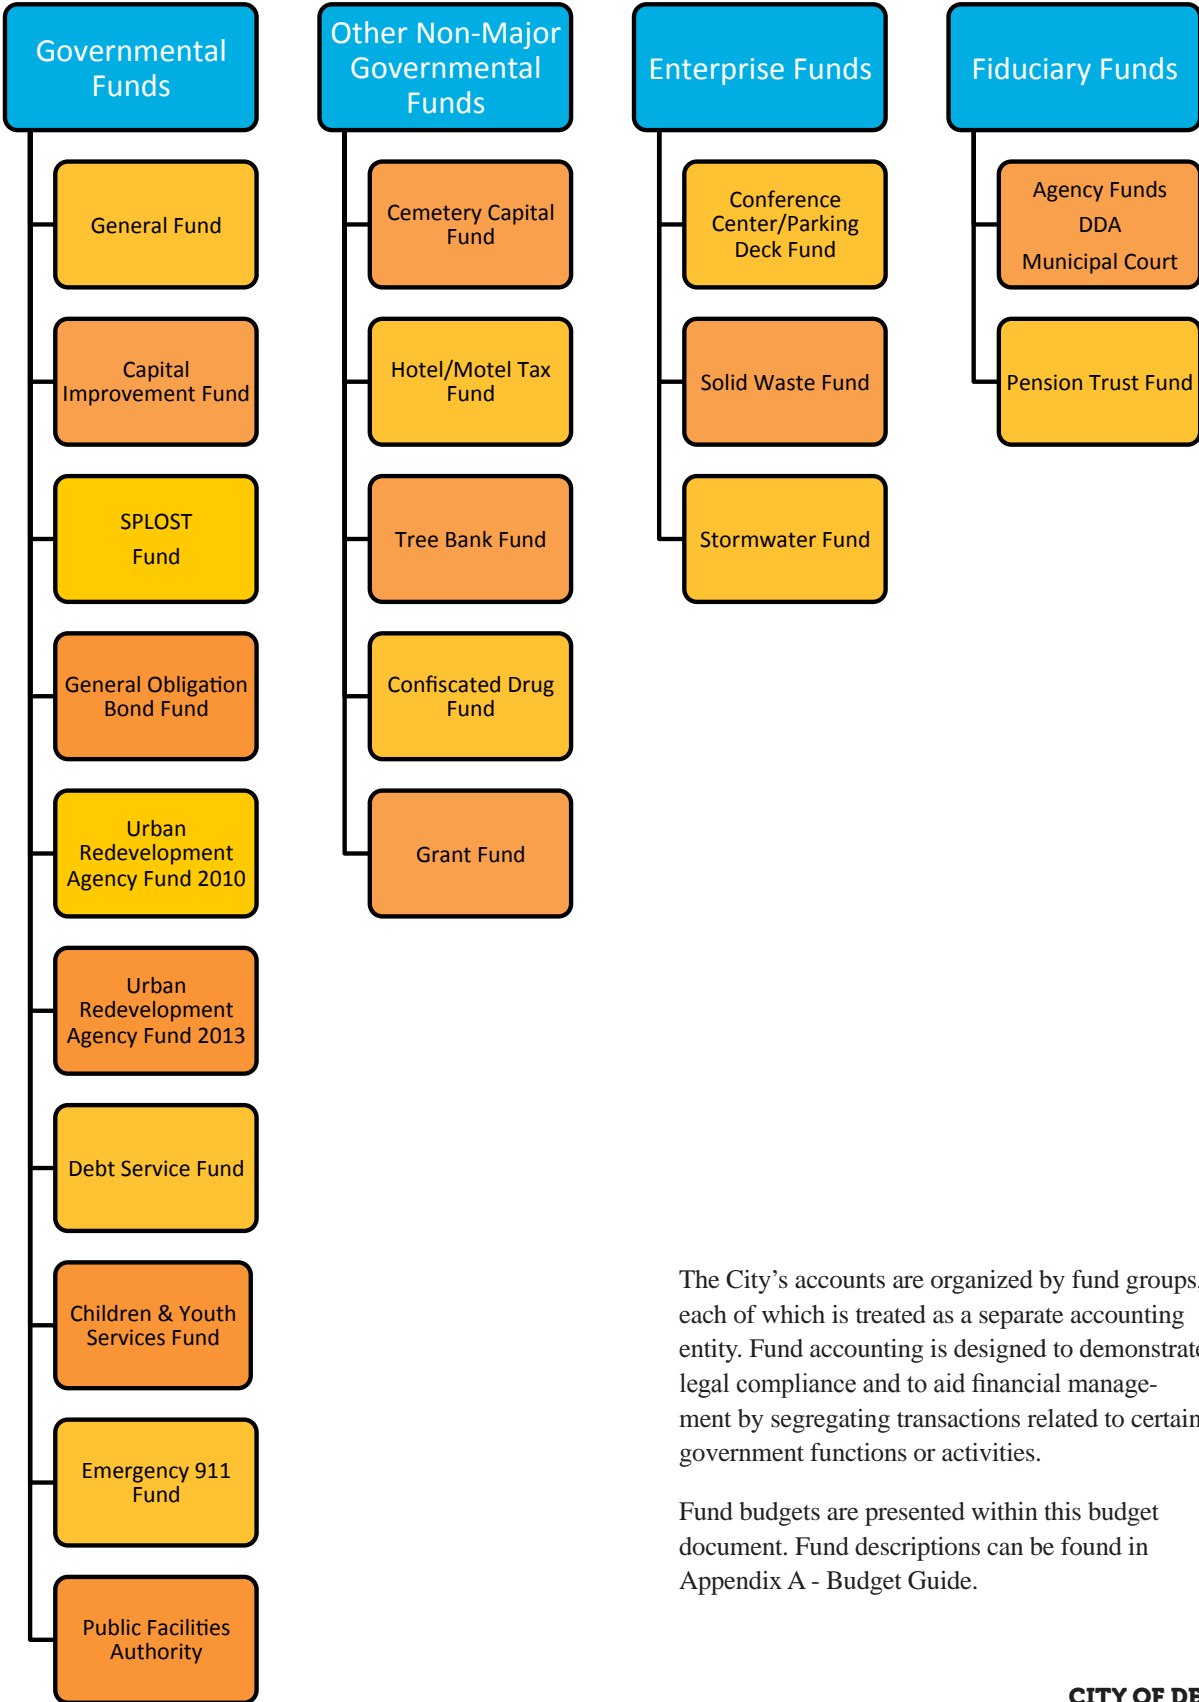 Governmental
Funds
General Fund
Capital
Improvement Fund
SPLOST
Fund
General Obligation
Bond Fund
Urban
Redevelopment
Agency Fund 2010
Urban
Redevelopment
Agency Fund 2013
Debt Service Fund
Children & Youth
Services Fund
Emergency 911
Fund
Public Facilities
Authority
Other Non-Major
Governmental
Funds
Cemetery Capital
Fund
Hotel/Motel Tax
Fund
Tree Bank Fund
Confiscated Drug
Fund
Grant Fund
Enterprise Funds
Conference
Center/Parking
Deck Fund
Solid Waste Fund
Stormwater Fund
Fiduciary Funds
Agency Funds
DDA
Municipal Court
Pension Trust Fund
The City’s accounts are organized by fund groups,
each of which is treated as a separate accounting
entity. Fund accounting is designed to demonstrate
legal compliance and to aid financial manage-
ment by segregating transactions related to certain
government functions or activities.
Fund budgets are presented within this budget
document. Fund descriptions can be found in
Appendix A - Budget Guide.
CITY OF DE